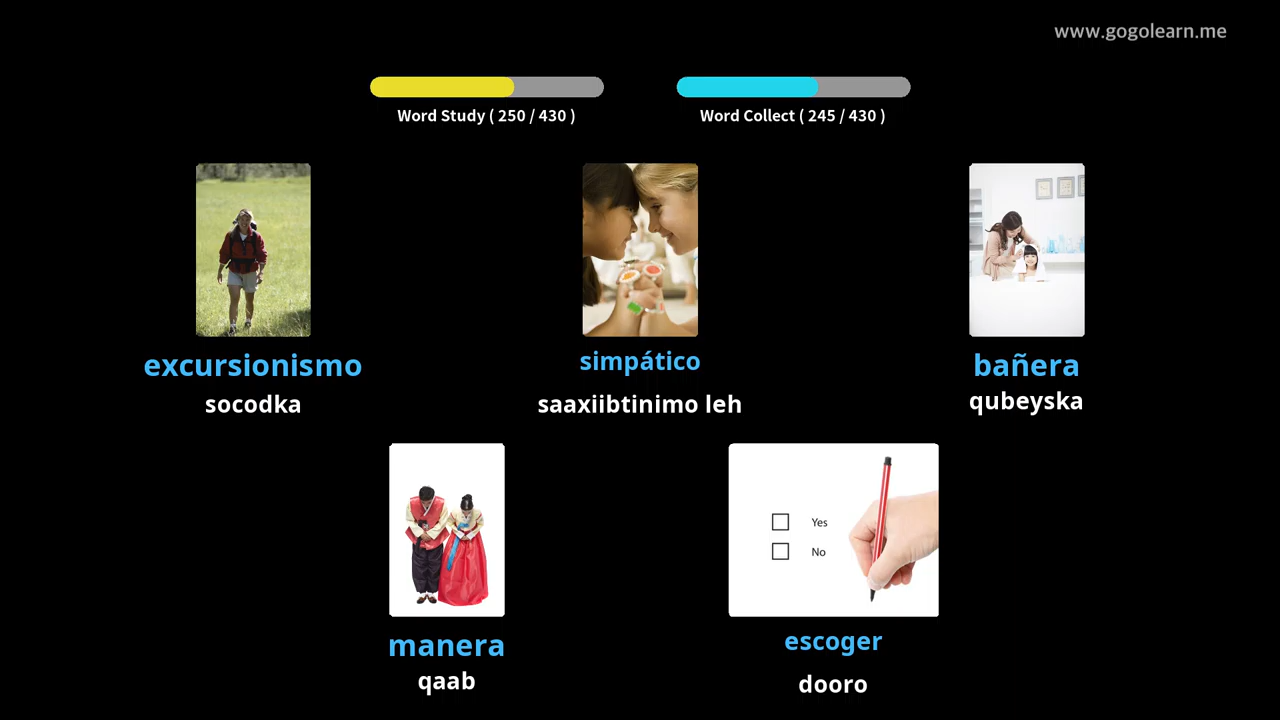 www.gogolearn.me
Word Study ( 250 / 430 )
Word Collect ( 245 / 430 )
excursionismo
socodka
simpático
saaxiibtinimo leh
bañera
qubeyska
Yes
No
manera
qaab
escoger
dooro